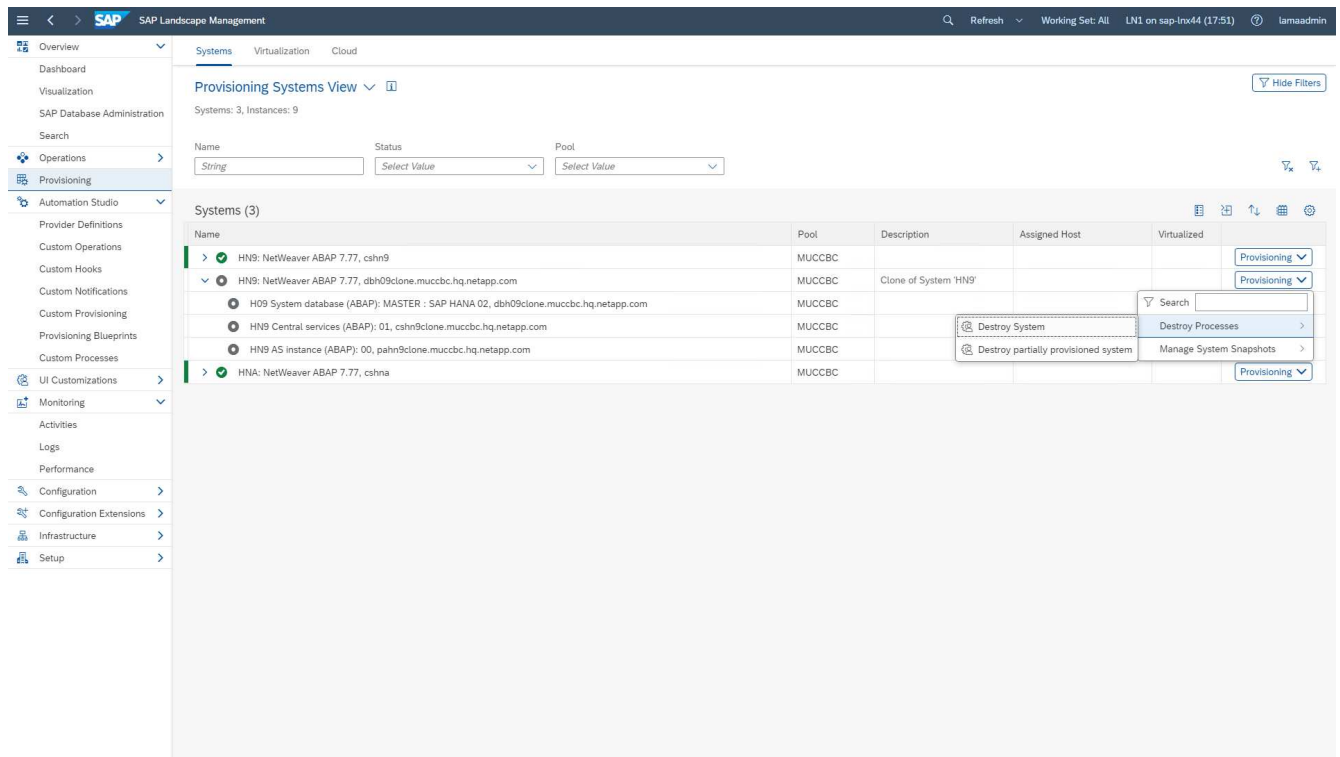 SAP SAP Landscape Management Refresh Working Set: All LN1 on sap-lnx44 (17:51) lamaadmin
Overview
Dashboard
Visualization
SAP Database Administration
Search
Operations
Provisioning
Automation Studio
Provider Definitions
Custom Operations
Custom Hooks
Custom Notifications
Custom Provisioning
Provisioning Blueprints
Custom Processes
UI Customizations
Monitoring
Activities
Logs
Performance
Configuration
Configuration Extensions
Infrastructure
Setup
Systems Virtualization Cloud
Provisioning Systems View
Hide Filters
Systems: 3, Instances: 9
Name Status Pool
String Select Value Select Value
Systems (3)
Name Pool Description Assigned Host Virtualized
HN9: NetWeaver ABAP 7.77, cshn9 MUCCBC Provisioning
HN9: NetWeaver ABAP 7.77, dbh09clone.muccbc.hq.netapp.com MUCCBC Clone of System 'HN9' Provisioning
H09 System database (ABAP): MASTER : SAP HANA 02, dbh09clone.muccbc.hq.netapp.com MUCCBC Search
HN9 Central services (ABAP): 01, cshn9clone.muccbc.hq.netapp.com MUCCBC Destroy System Destroy Processes
HN9 AS instance (ABAP): 00, pahn9clone.muccbc.hq.netapp.com MUCCBC Destroy partially provisioned system Manage System Snapshots
HNA: NetWeaver ABAP 7.77, cshna MUCCBC Provisioning